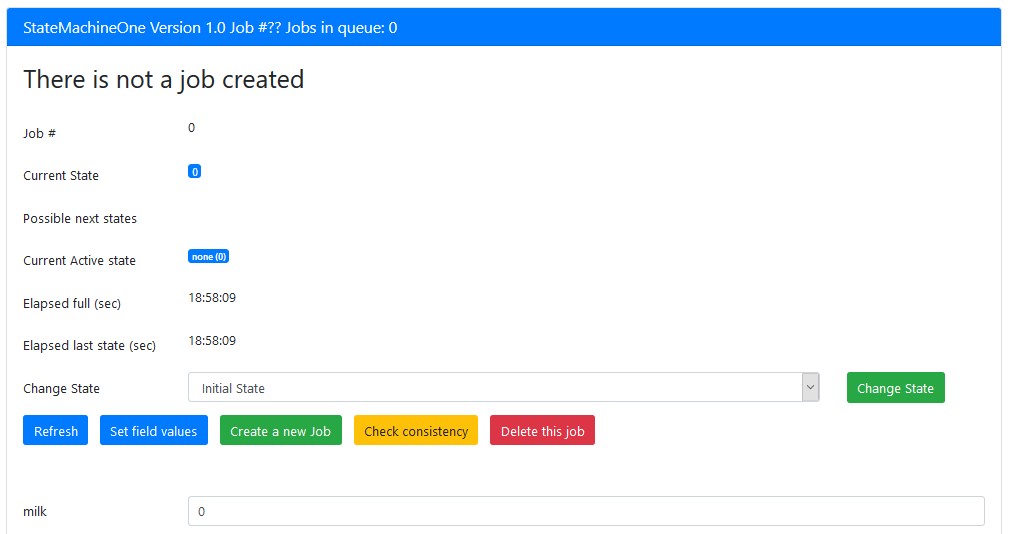 StateMachineOne Version 1.0 Job #?? Jobs in queue: 0
There is not a job created
Job # 0
Current State 0
Possible next states
Current Active state none (0)
Elapsed full (sec) 18:58:09
Elapsed last state (sec) 18:58:09
Change State Initial State Change State
Refresh Set field values Create a new Job Check consistency Delete this job
milk 0